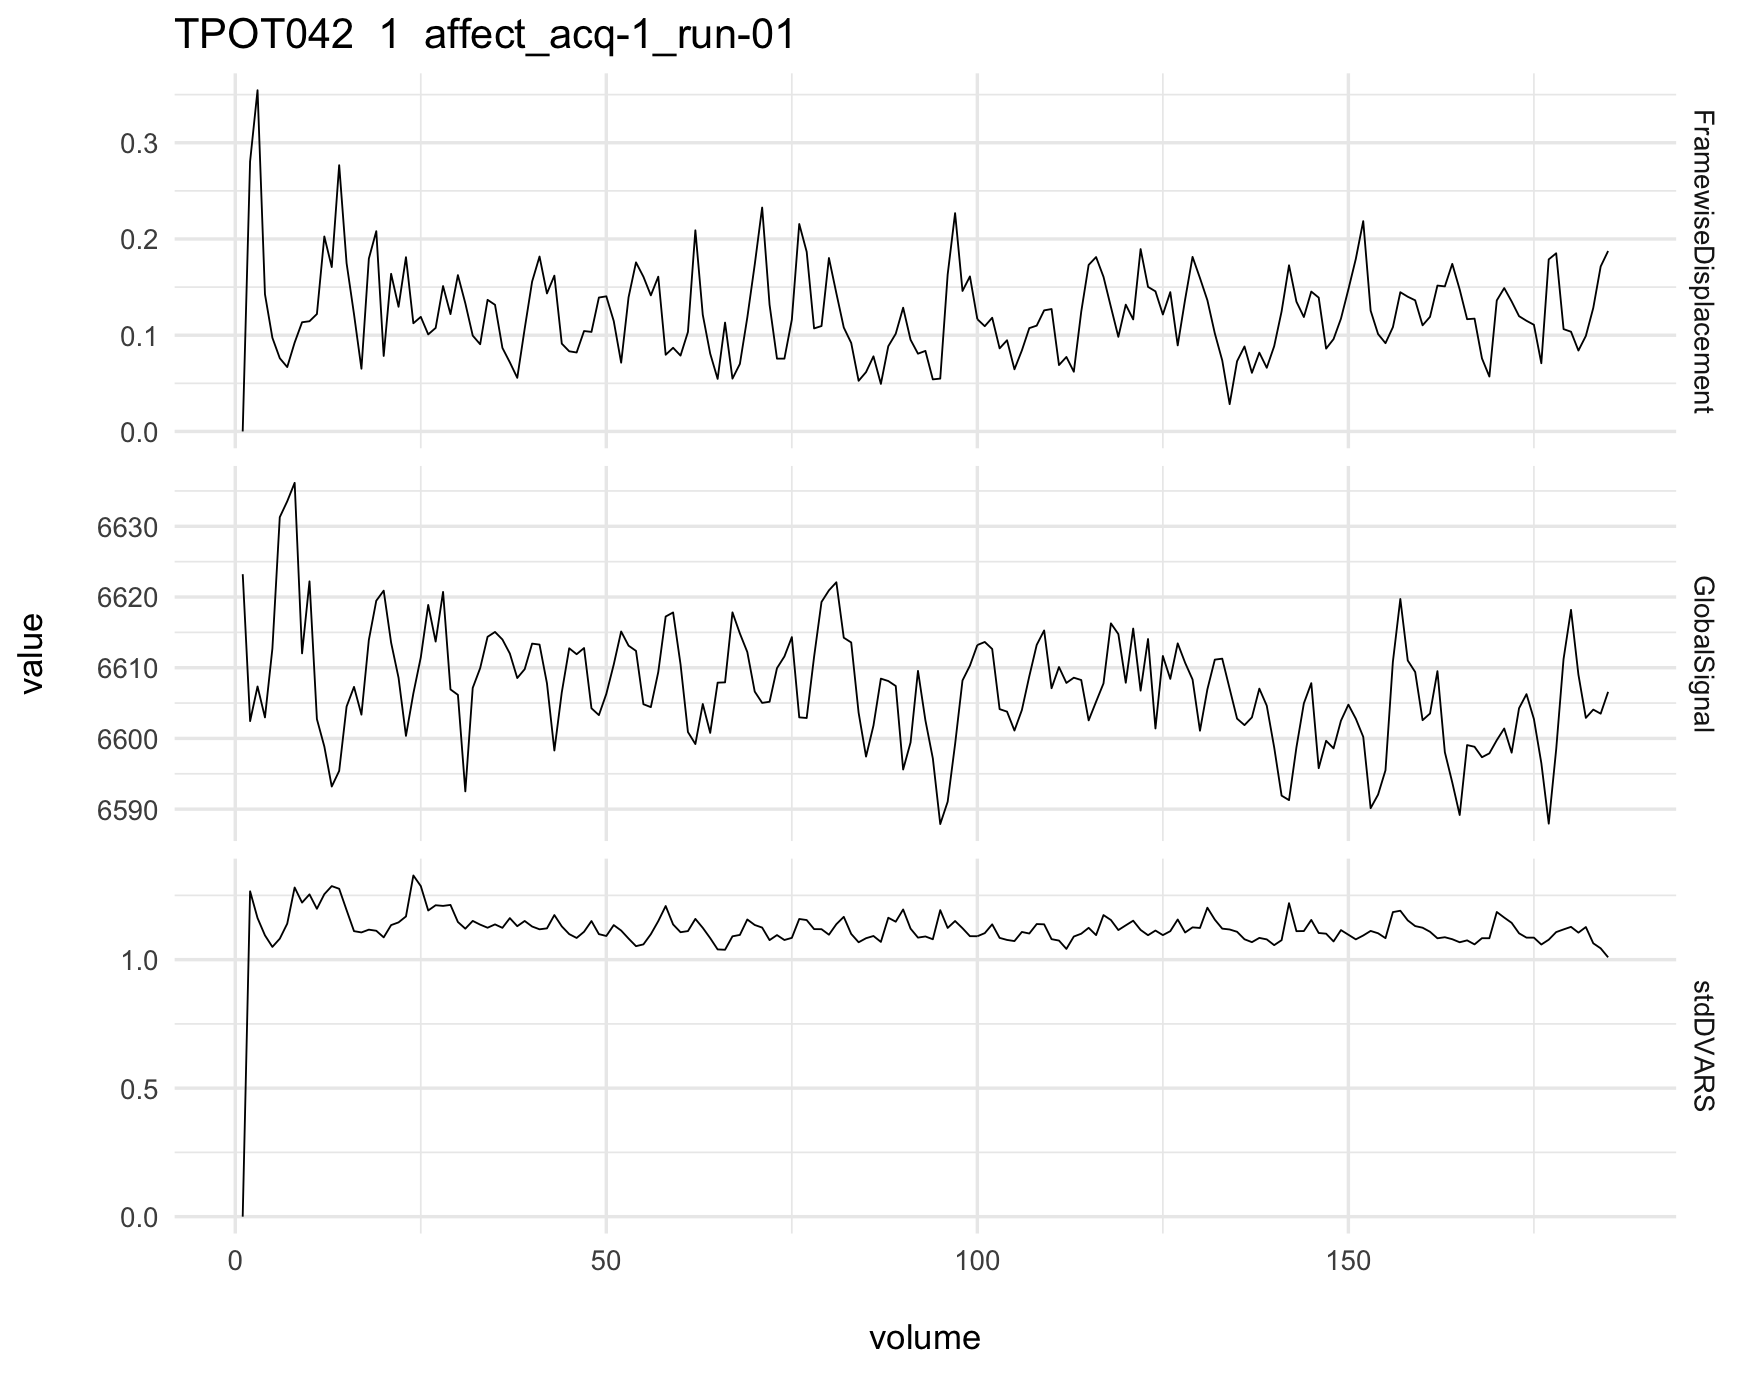 TPOT042 1 affect_acq-1_run-01
0.3
0.2
0.1
0.0
FramewiseDisplacement
6630
6620
6610
6600
6590
GlobalSignal
1.0
0.5
0.0
stdDVARS
value
0 50 100 150
volume